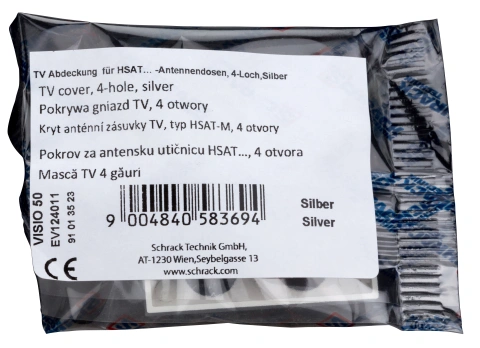 TV Abdeckung für HSAT... -Antennendosen, 4-Loch,Silber
TV cover, 4-hole, silver
Pokrywa gniazd TV, 4 otwory
Kryt anténní zásuvky TV, typ HSAT-M, 4 otvory
Pokrov za antensku utičnicu HSAT..., 4 otvora
Mască TV 4 găuri
VISIO 50
EV124011
91 01 35 23
CE
9 004840 583694
Silber
Silver
Schrack Technik GmbH,
AT-1230 Wien,Seybelgasse 13
www.schrack.com